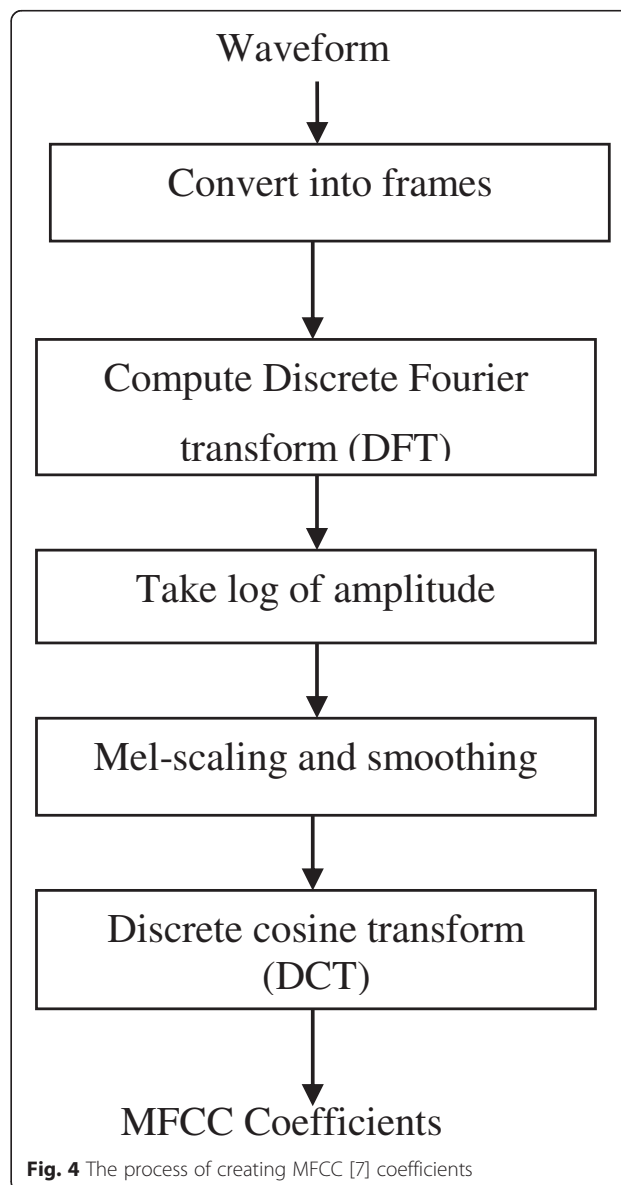 Waveform
Convert into frames
Compute Discrete Fourier
transform (DFT)
Take log of amplitude
Mel-scaling and smoothing
Discrete cosine transform
(DCT)
MFCC Coefficients
Fig. 4 The process of creating MFCC [7] coefficients